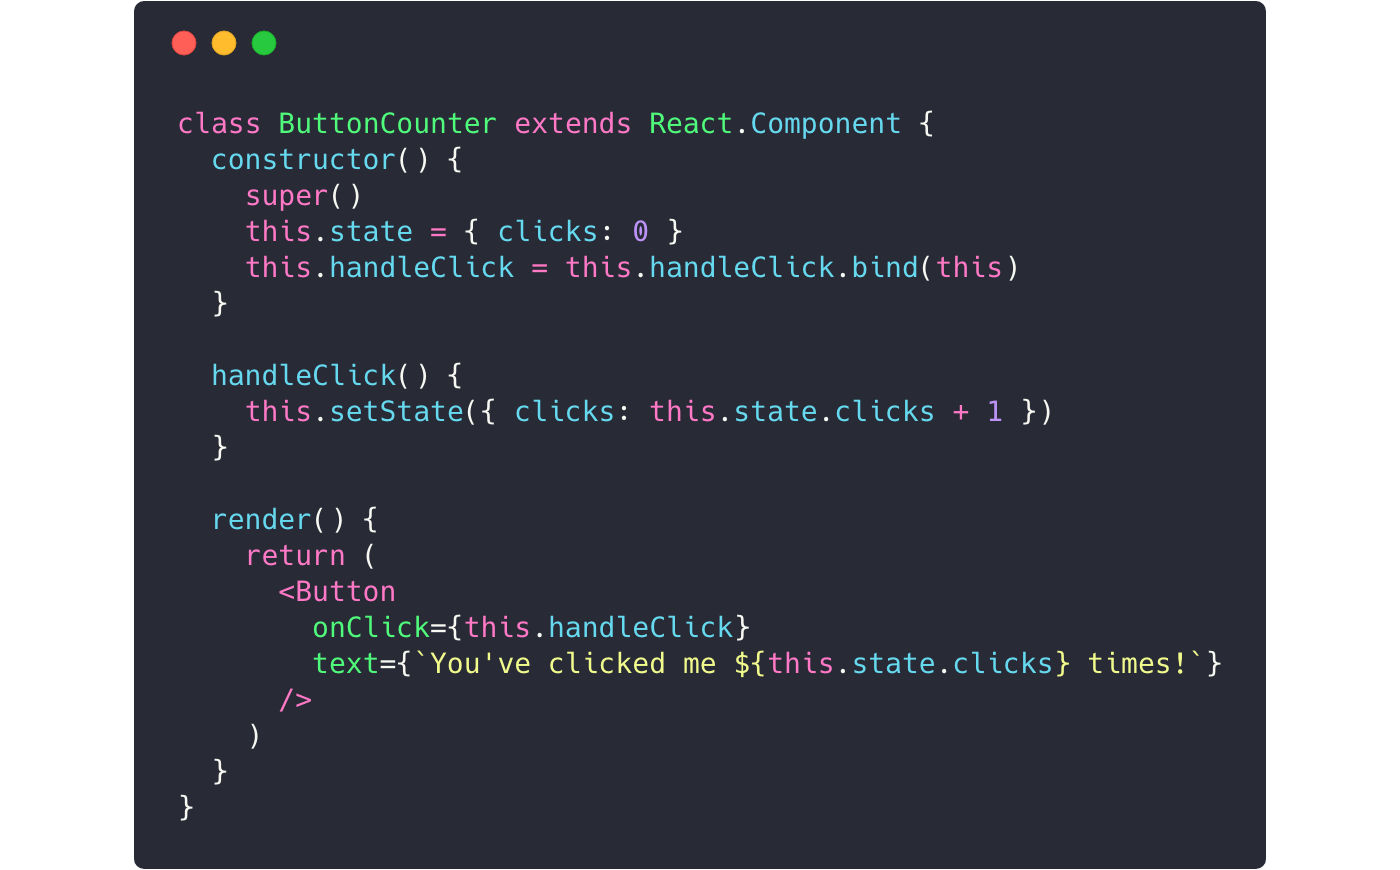 class ButtonCounter extends React.Component {
  constructor() {
    super()
    this.state = { clicks: 0 }
    this.handleClick = this.handleClick.bind(this)
  }

  handleClick() {
    this.setState({ clicks: this.state.clicks + 1 })
  }

  render() {
    return (
      <Button
        onClick={this.handleClick}
        text={`You've clicked me ${this.state.clicks} times!`}
      />
    )
  }
}